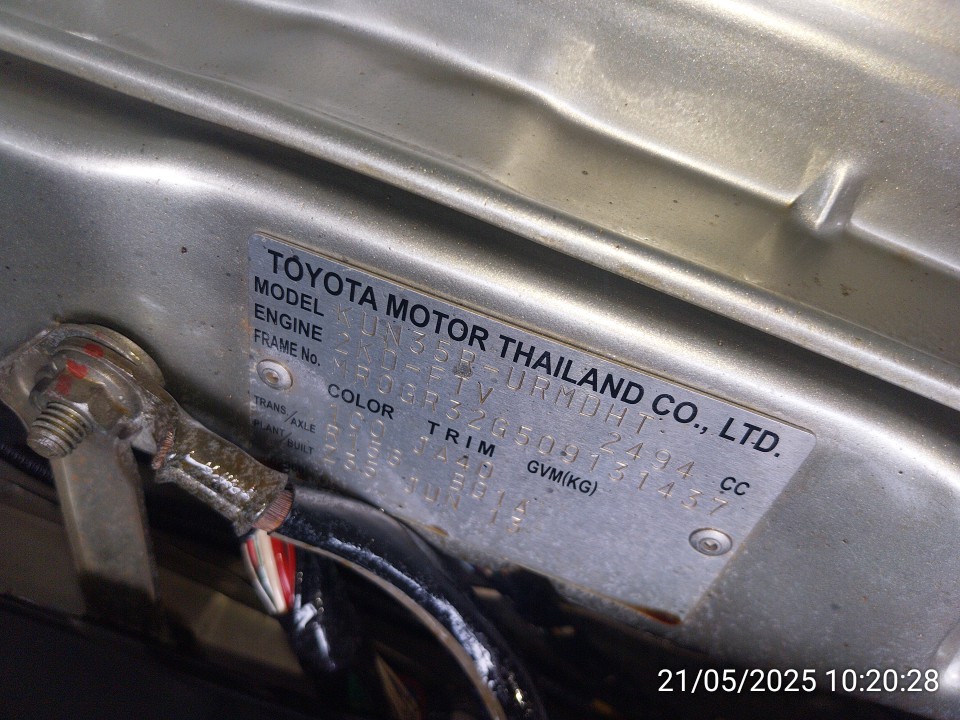 TOYOTA MOTOR THAILAND CO., LTD.
MODEL KUN35R-URMDHT
ENGINE 2KD-FTV 2494 CC
FRAME No. MR0GR32G509131437
COLOR TRIM GVM(KG)
JA40
TRANS/AXLE R156
PLANT/BUILT
21/05/2025 10:20:28